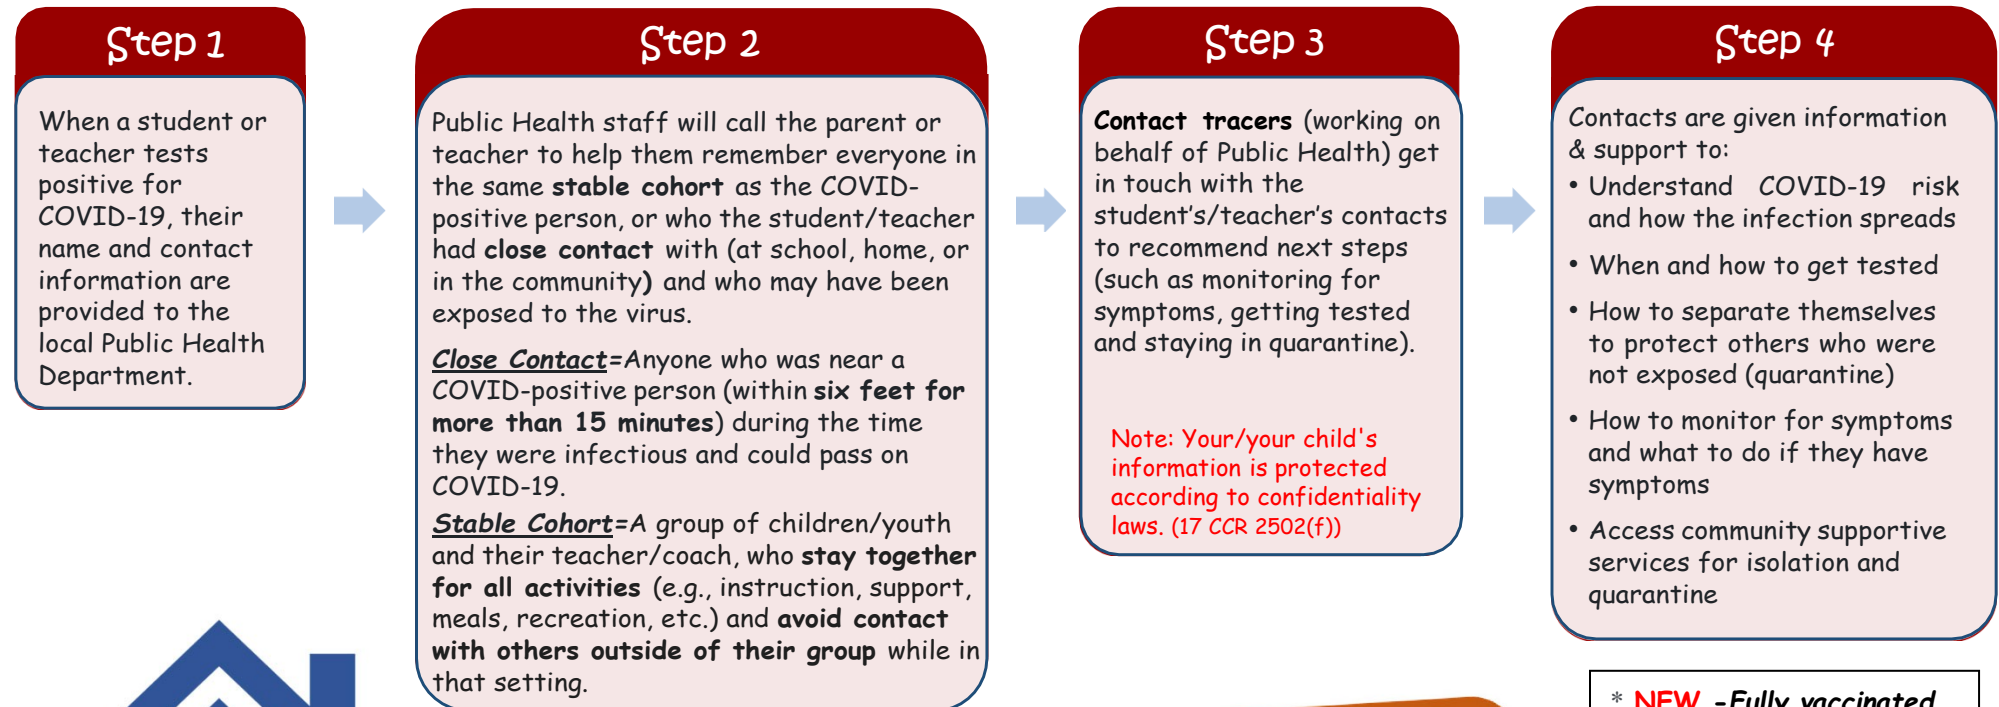 Step 1
When a student or
teacher tests
positive for
COVID-19, their
name and contact
information are
provided to the
local Public Health
Department.
Step 2
Public Health staff will call the parent or
teacher to help them remember everyone in
the same stable cohort as the COVID-
positive person, or who the student/teacher
had close contact with (at school, home, or
in the community) and who may have been
exposed to the virus.
Close Contact=Anyone who was near a
COVID-positive person (within six feet for
more than 15 minutes) during the time
they were infectious and could pass on
COVID-19.
Stable Cohort=A group of children/youth
and their teacher/coach, who stay together
for all activities (e.g., instruction, support,
meals, recreation, etc.) and avoid contact
with others outside of their group while in
that setting.
Step 3
Contact tracers (working on
behalf of Public Health) get
in touch with the
student's/teacher's contacts
to recommend next steps
(such as monitoring for
symptoms, getting tested
and staying in quarantine).
Note: Your/your child's
information is protected
according to confidentiality
laws. (17 CCR 2502(f))
Step 4
Contacts are given information
& support to:
• Understand COVID-19 risk
and how the infection spreads
• When and how to get tested
• How to separate themselves
to protect others who were
not exposed (quarantine)
• How to monitor for symptoms
and what to do if they have
symptoms
• Access community supportive
services for isolation and
quarantine
* NEW -Fully vaccinated